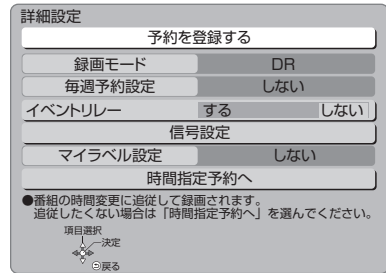 詳細設定
予約を登録する
録画モード DR
毎週予約設定 しない
イベントリレー する しない
信号設定
マイラベル設定 しない
時間指定予約へ
●番組の時間変更に追従して録画されます。
追従したくない場合は「時間指定予約へ」を選んでください。
項目選択
決定
戻る